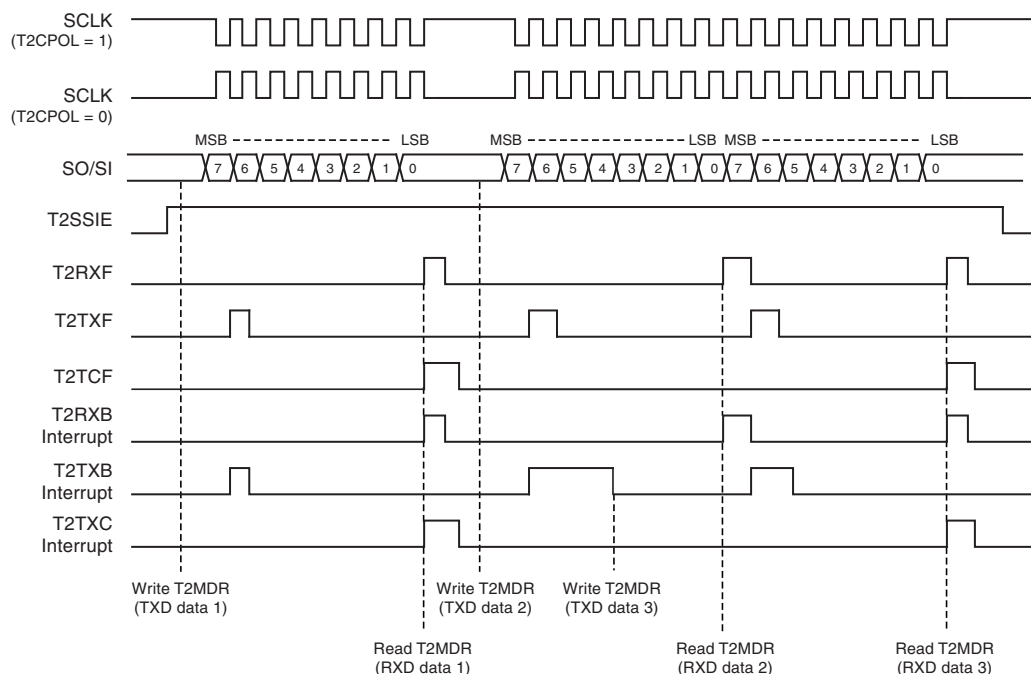 SCLK
(T2CPOL = 1)
SCLK
(T2CPOL = 0)
MSB LSB MSB LSB MSB LSB
SO/SI 7 6 5 4 3 2 1 0 7 6 5 4 3 2 1 0 7 6 5 4 3 2 1 0
T2SSIE
T2RXF
T2TXF
T2TCF
T2RXB
Interrupt
T2TXB
Interrupt
T2TXC
Interrupt
Write T2MDR
(TXD data 1)
Write T2MDR
(TXD data 2)
Write T2MDR
(TXD data 3)
Read T2MDR
(RXD data 1)
Read T2MDR
(RXD data 2)
Read T2MDR
(RXD data 3)